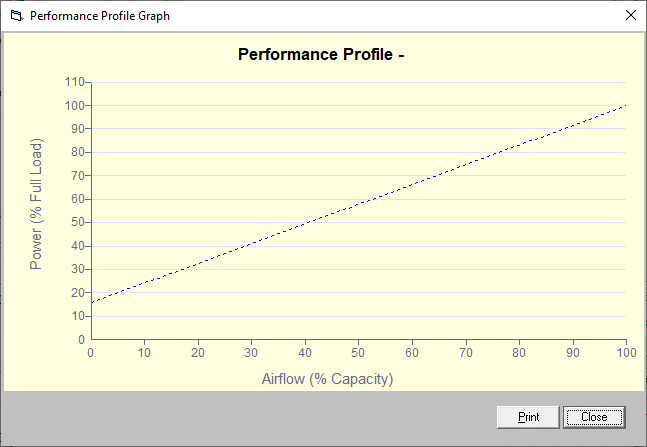 Performance Profile Graph
Performance Profile -
Power (% Full Load)
110
100
90
80
70
60
50
40
30
20
10
0
0 10 20 30 40 50 60 70 80 90 100
Airflow (% Capacity)
Print Close